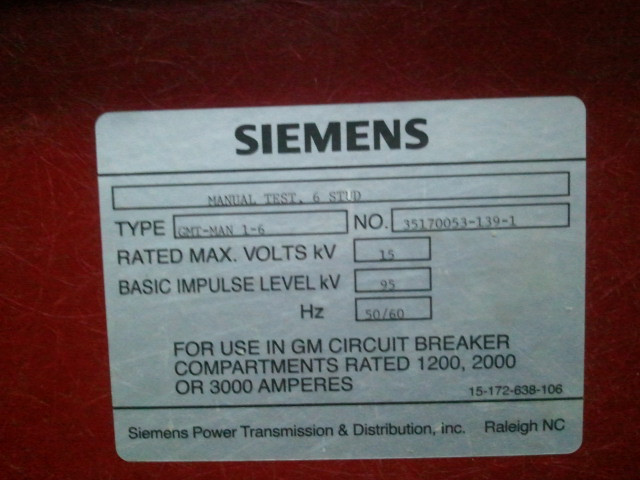 SIEMENS
MANUAL TEST, 6 STUD
TYPE GMT-MAN 1-6 NO. 35170053-139-1
RATED MAX. VOLTS kV 15
BASIC IMPULSE LEVEL kV 95
Hz 50/60
FOR USE IN GM CIRCUIT BREAKER
COMPARTMENTS RATED 1200, 2000
OR 3000 AMPERES
15-172-638-106
Siemens Power Transmission & Distribution, inc. Raleigh NC